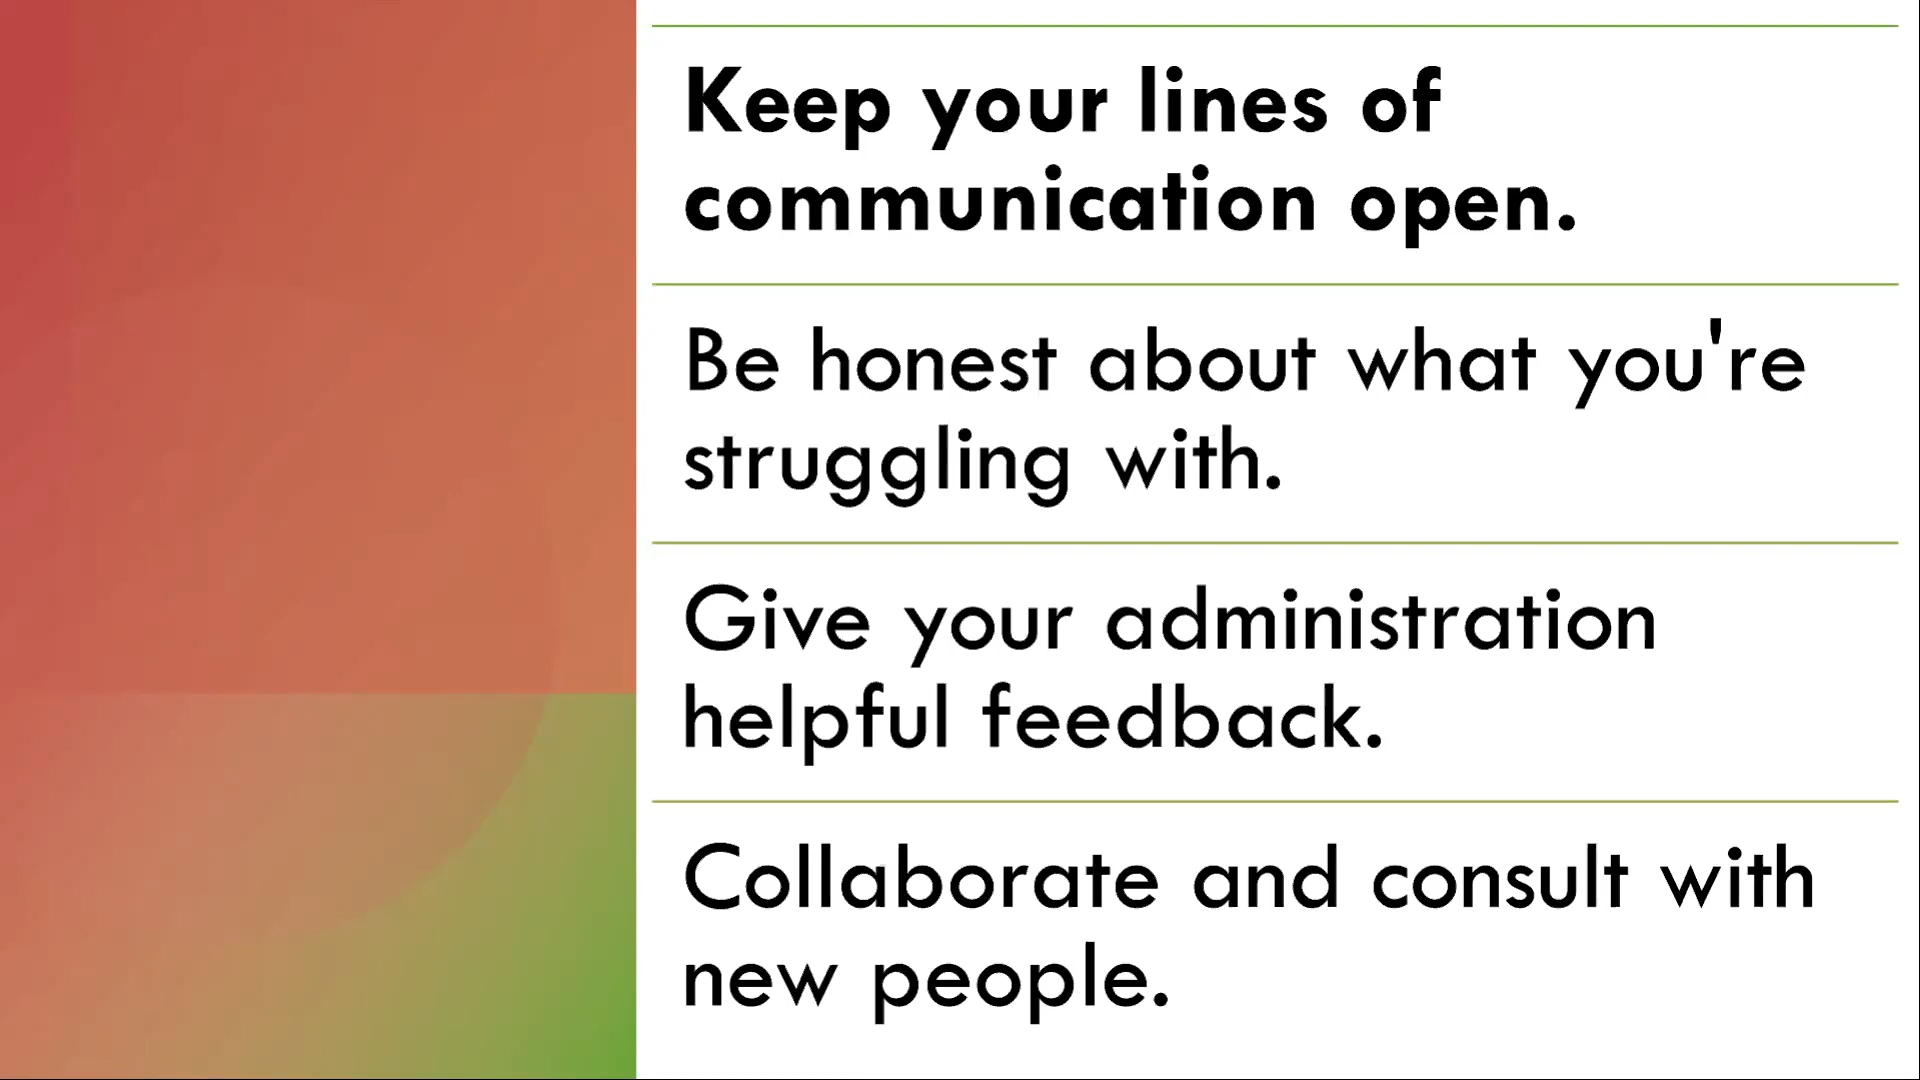 Keep your lines of
communication open.
Be honest about what you're
struggling with.
Give your administration
helpful feedback.
Collaborate and consult with
new people.